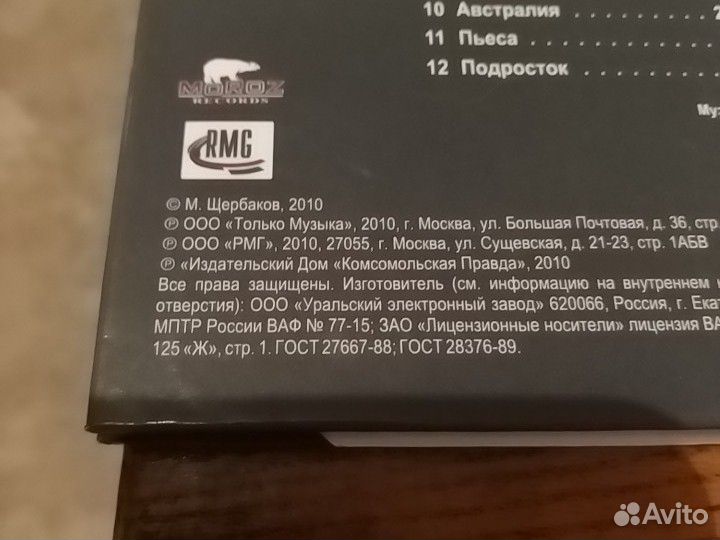 10 Австралия
11 Пьеса
12 Подросток
MOROZ
RECORDS
RMG
© М. Щербаков, 2010
℗ ООО «Только Музыка», 2010, г. Москва, ул. Большая Почтовая, д. 36, стр.
℗ ООО «РМГ», 2010, 27055, г. Москва, ул. Сущевская, д. 21-23, стр. 1АБВ
℗ «Издательский Дом «Комсомольская Правда», 2010
Все права защищены. Изготовитель (см. информацию на внутреннем
отверстия): ООО «Уральский электронный завод» 620066, Россия, г. Ека
МПТР России ВАФ № 77-15; ЗАО «Лицензионные носители» лицензия ВА
125 «Ж», стр. 1. ГОСТ 27667-88; ГОСТ 28376-89.
Avito